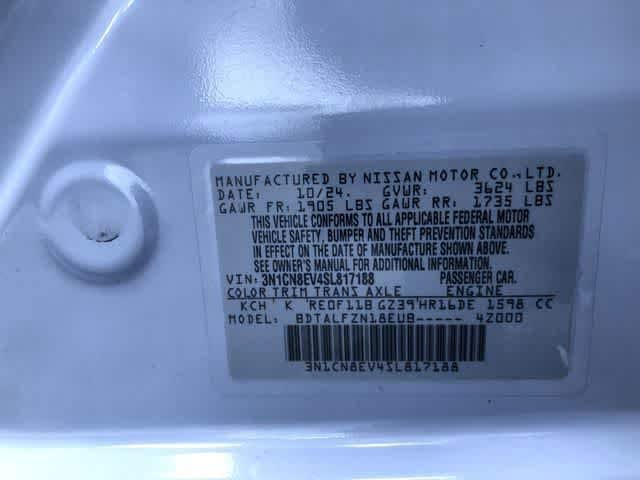 MANUFACTURED BY NISSAN MOTOR CO., LTD.
DATE: 10/24. GVWR: 3624 LBS
GAWR FR: 1905 LBS GAWR RR: 1735 LBS
THIS VEHICLE CONFORMS TO ALL APPLICABLE FEDERAL MOTOR
VEHICLE SAFETY, BUMPER AND THEFT PREVENTION STANDARDS
IN EFFECT ON THE DATE OF MANUFACTURE SHOWN ABOVE.
SEE OWNER'S MANUAL FOR ADDITIONAL INFORMATION.
VIN: 3N1CN8EV4SL817188 PASSENGER CAR.
COLOR TRIM TRANS AXLE ENGINE
KCH K RE0F11B GZ39 HR16DE 1598 CC
MODEL: BDTALFZN18EUB----- 42000
3N1CN8EV4SL817188